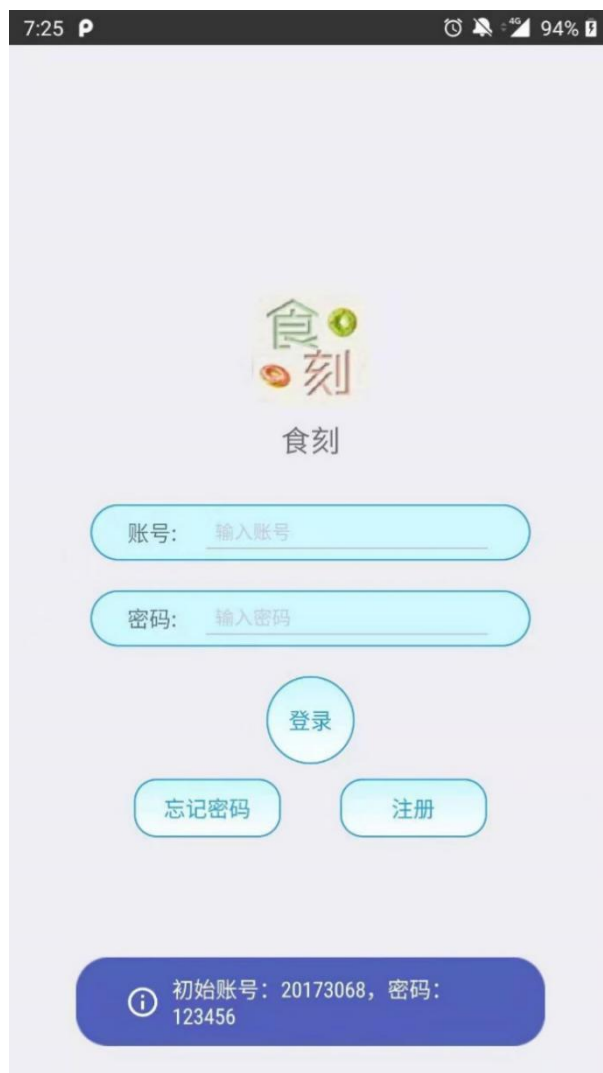 7:25
4G 94%
食
刻
食刻
账号: 输入账号
密码: 输入密码
登录
忘记密码 注册
初始账号：20173068，密码：
123456